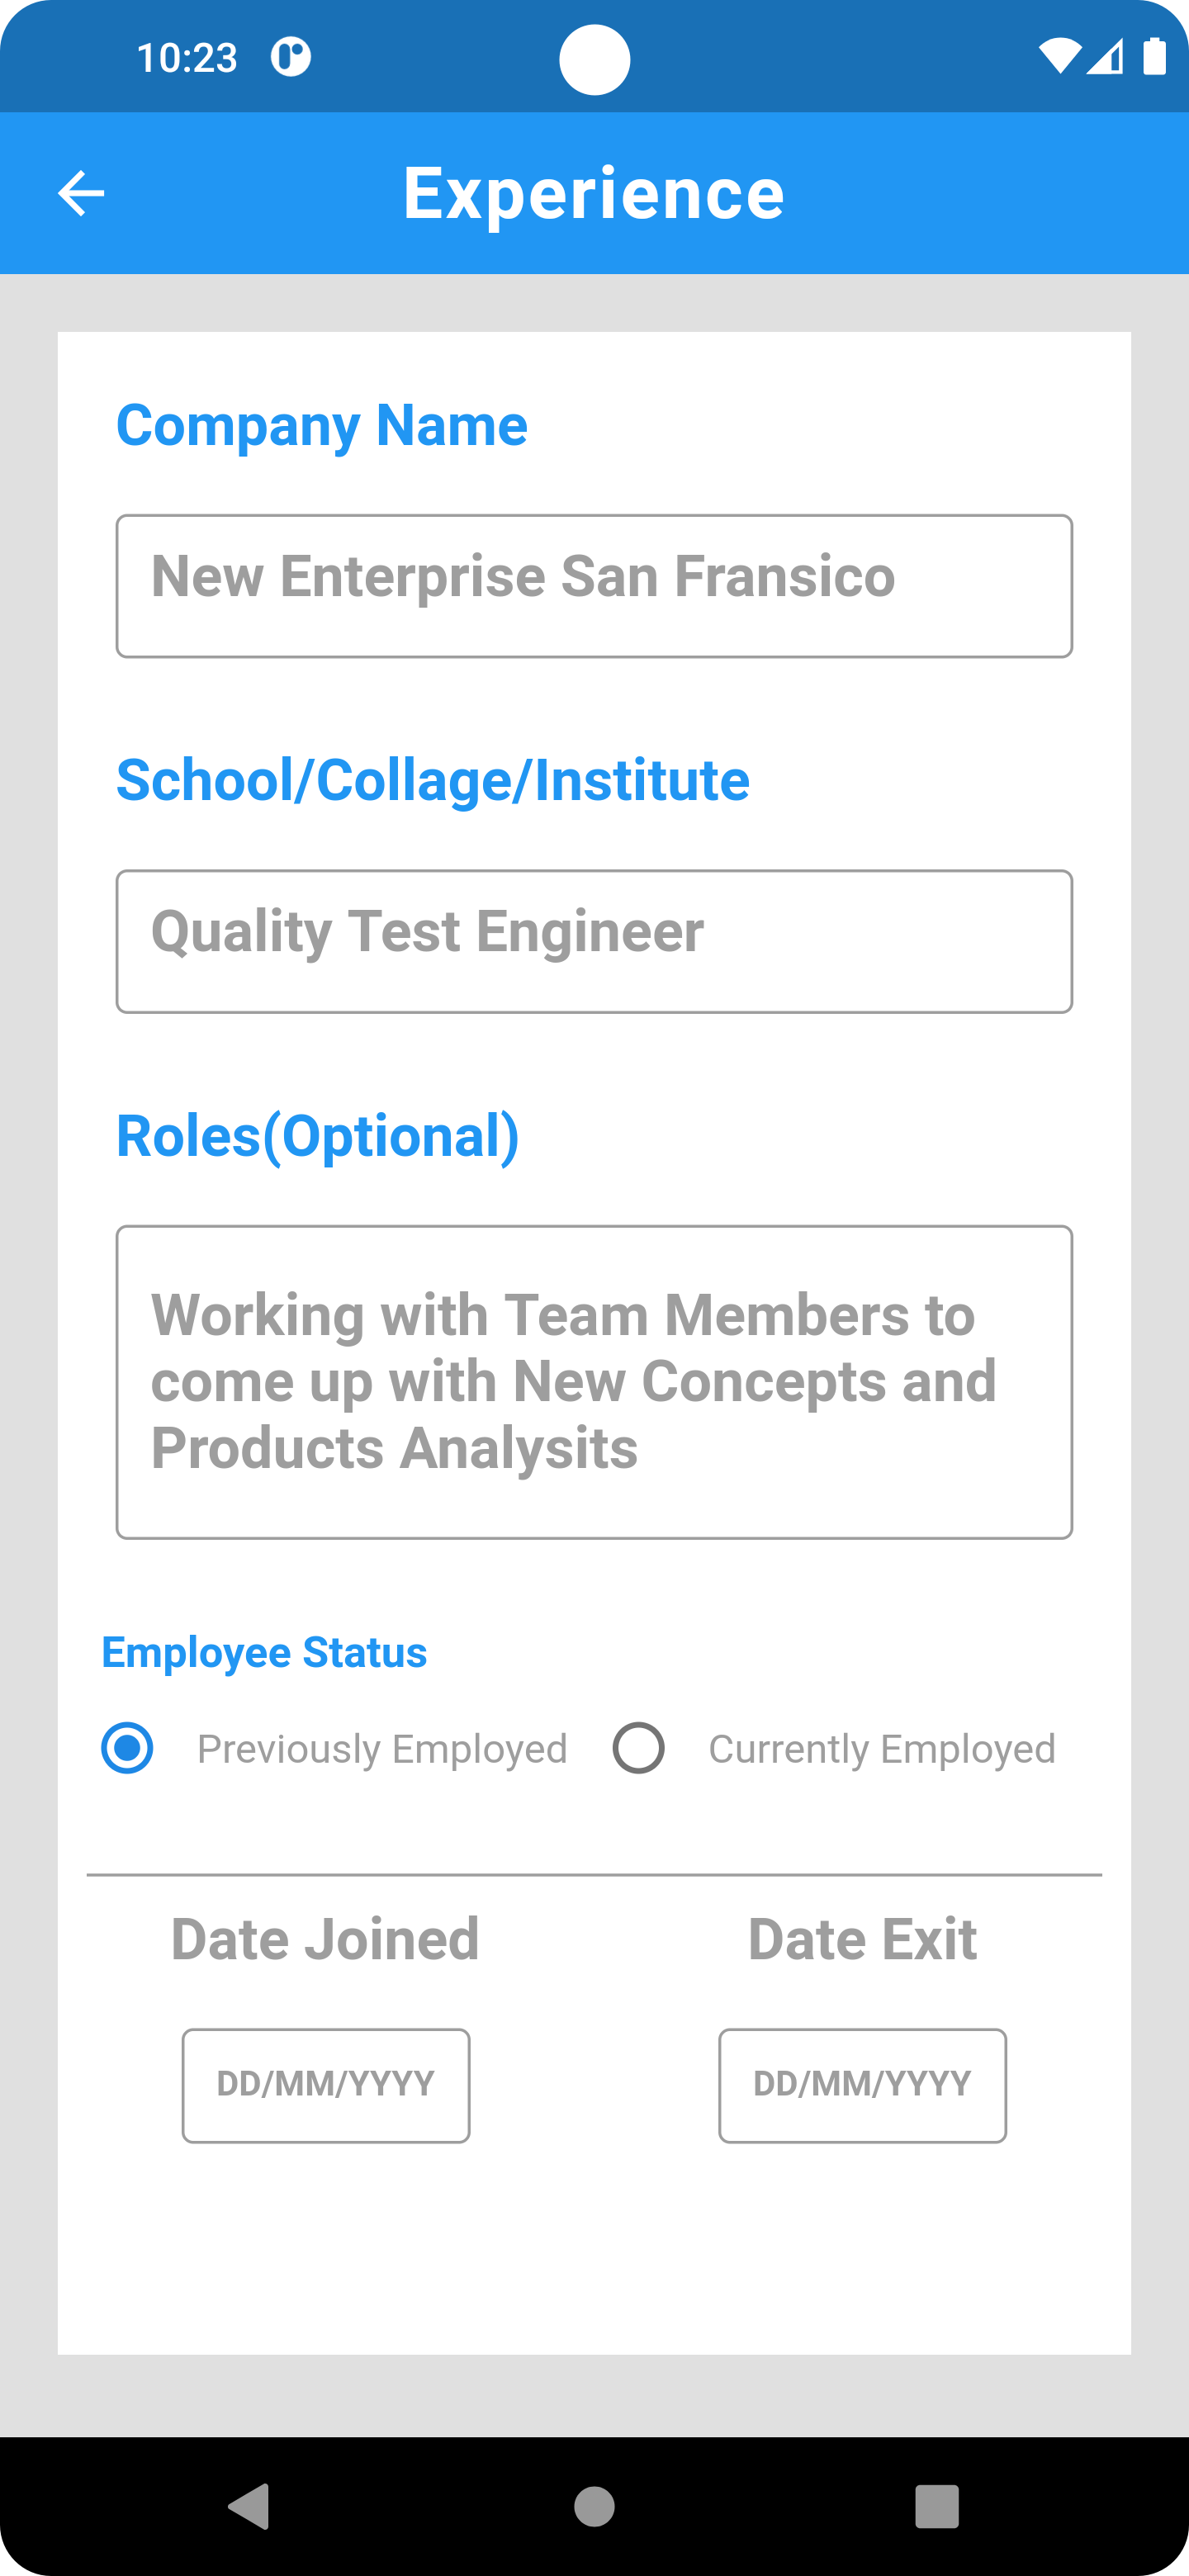 10:23
Experience
Company Name
New Enterprise San Fransico
School/Collage/Institute
Quality Test Engineer
Roles(Optional)
Working with Team Members to
come up with New Concepts and
Products Analysits
Employee Status
Previously Employed Currently Employed
Date Joined Date Exit
DD/MM/YYYY DD/MM/YYYY